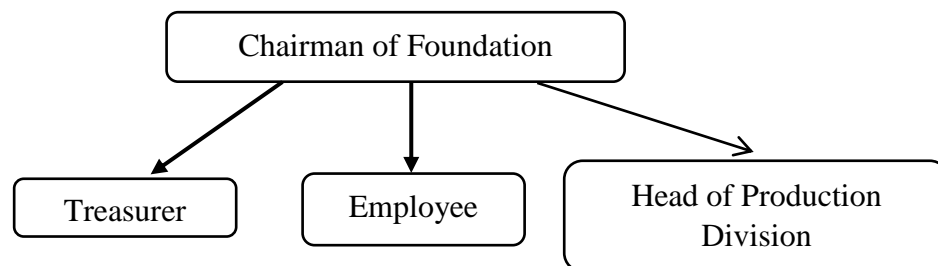 Chairman of Foundation
Treasurer
Employee
Head of Production
Division